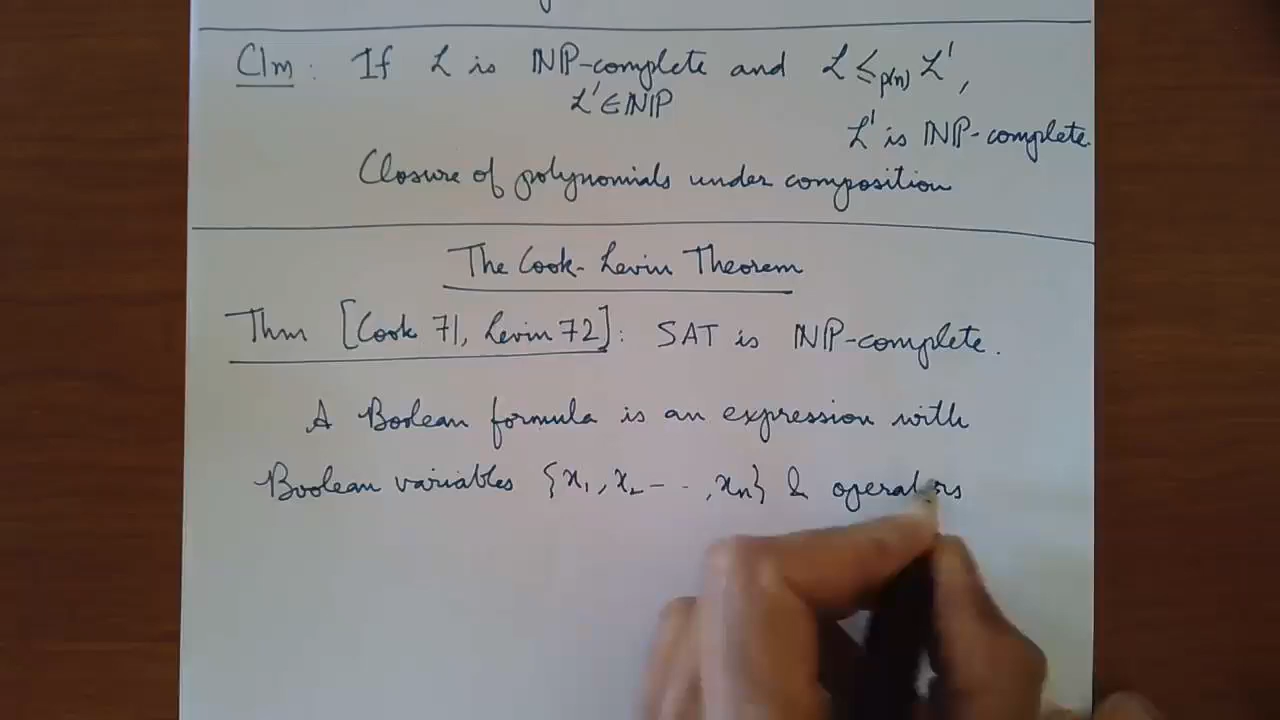 Clm: If L is NP-complete and L ≤p(n) L',
L' ∈ NP
L' is NP-complete.
Closure of polynomials under composition
The Cook-Levin Theorem
Thm [Cook 71, Levin 72]: SAT is NP-complete.
A Boolean formula is an expression with
Boolean variables {x1, x2 - - ·, xn} & operators